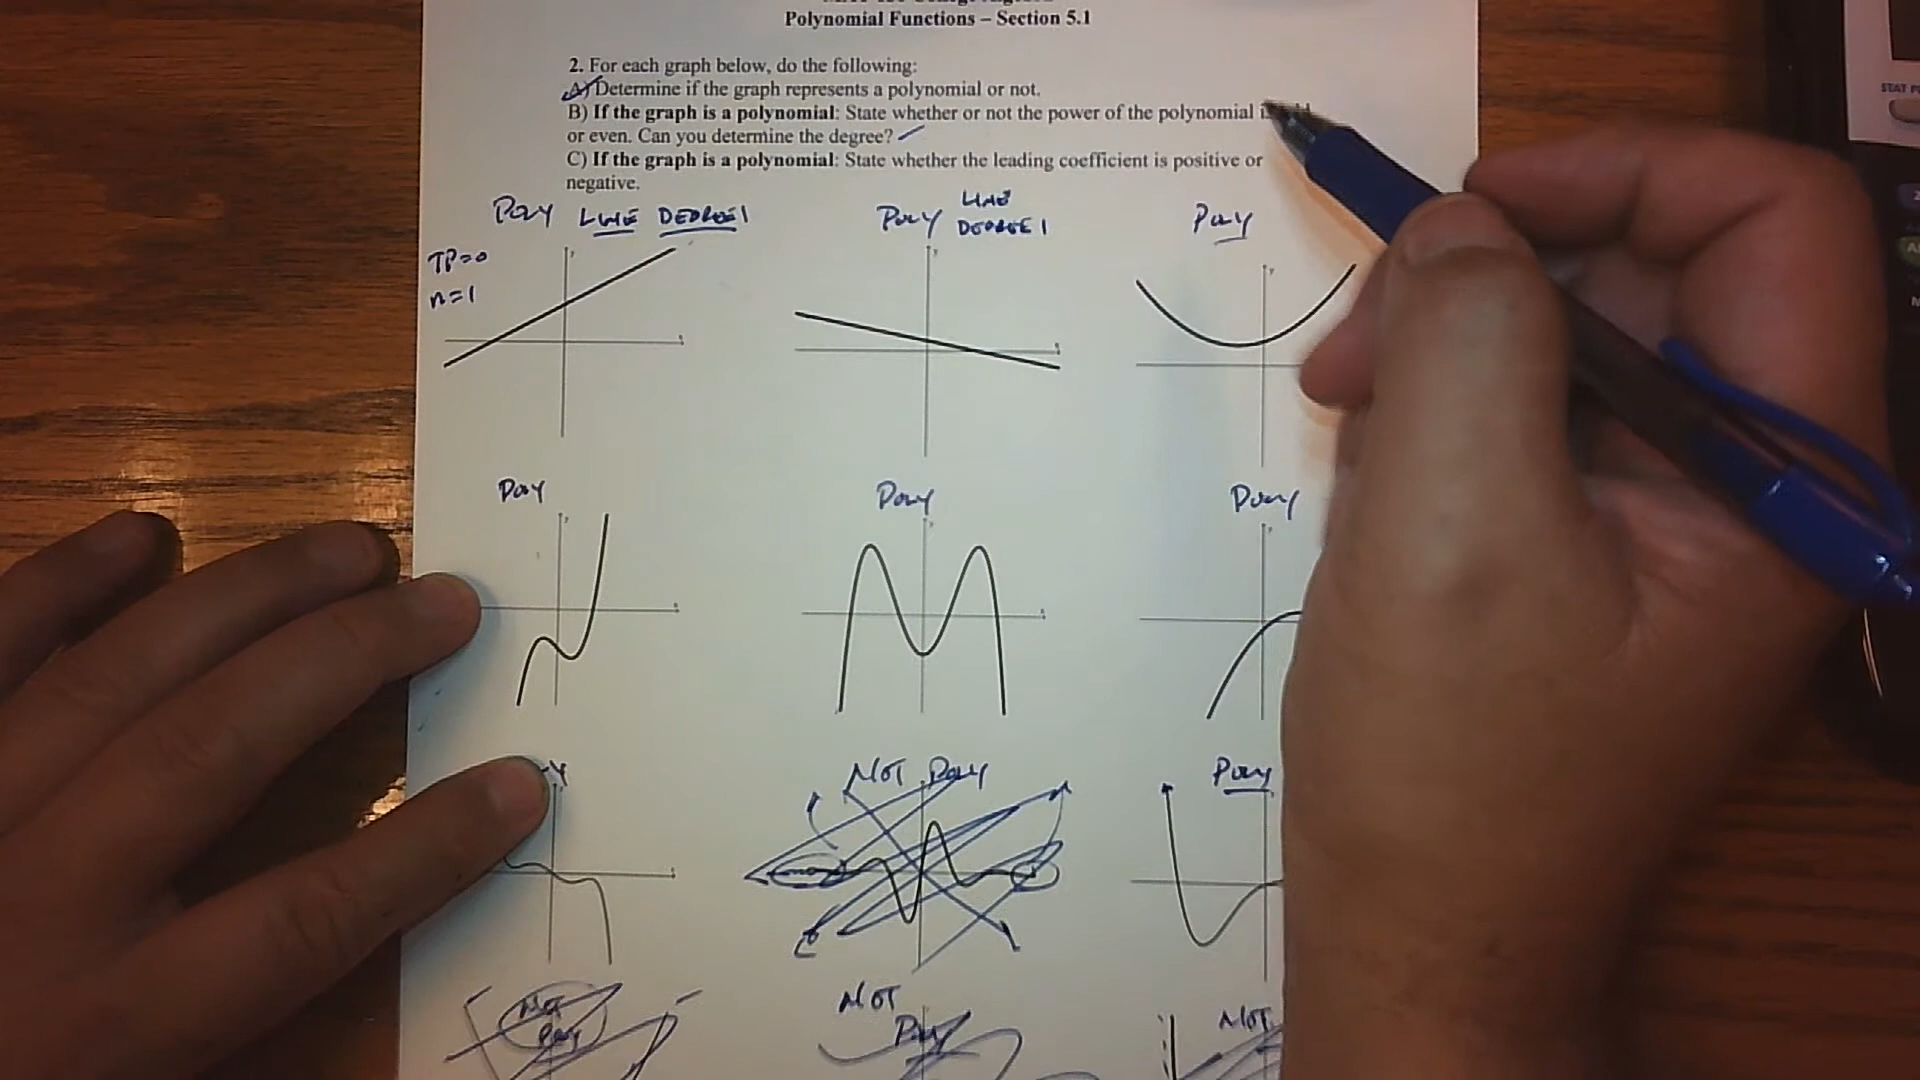 Polynomial Functions – Section 5.1
2. For each graph below, do the following:
A) Determine if the graph represents a polynomial or not.
B) If the graph is a polynomial: State whether or not the power of the polynomial
or even. Can you determine the degree?
C) If the graph is a polynomial: State whether the leading coefficient is positive or
negative.
POLY LINE DEGREE 1
POLY LINE
DEGREE 1
POLY
TP=0
n=1
y
y
y
x
x
POLY
POLY
POLY
y
y
y
x
x
NOT POLY
POLY
x
NOT
POLY
NOT
POLY
NOT
STAT